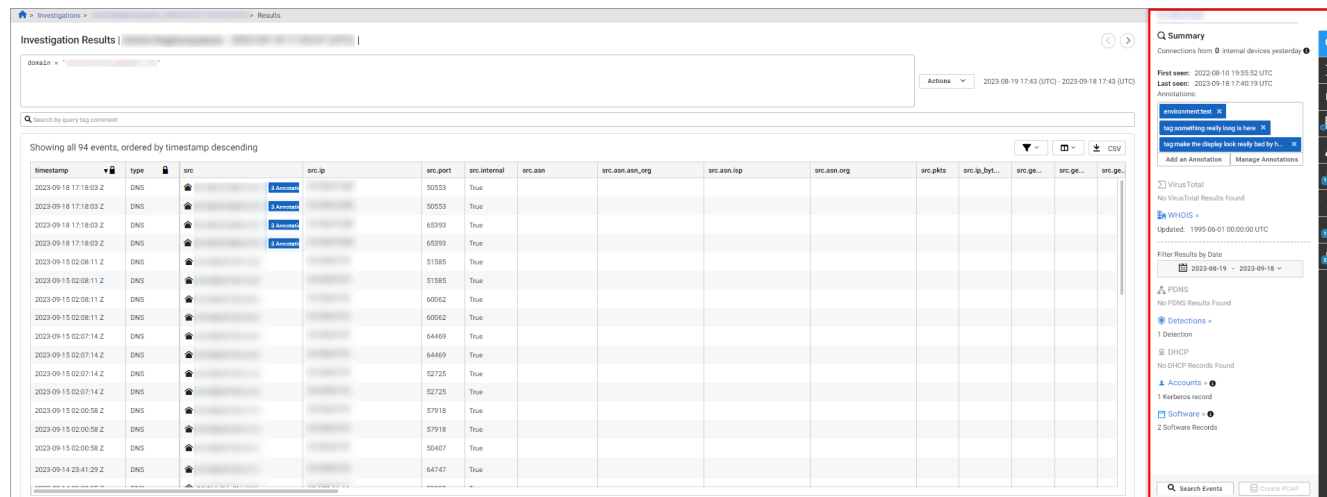 > Investigations > > Results
Investigation Results |
domain = ' '
Actions
2023-08-19 17:43 (UTC) - 2023-09-18 17:43 (UTC)
Search by query tag comment
Showing all 94 events, ordered by timestamp descending
CSV
timestamp type src src.ip src.port src.internal src.asn src.asn.asn_org src.asn.isp src.asn.org src.pkts src.ip_byt... src.ge... src.ge... src.ge..
2023-09-18 17:18:03 Z DNS 3 Annotati 50553 True
2023-09-18 17:18:03 Z DNS 3 Annotati 50553 True
2023-09-18 17:18:03 Z DNS 3 Annotati 65393 True
2023-09-18 17:18:03 Z DNS 3 Annotati 65393 True
2023-09-15 02:08:11 Z DNS 51585 True
2023-09-15 02:08:11 Z DNS 51585 True
2023-09-15 02:08:11 Z DNS 60062 True
2023-09-15 02:08:11 Z DNS 60062 True
2023-09-15 02:07:14 Z DNS 64469 True
2023-09-15 02:07:14 Z DNS 64469 True
2023-09-15 02:07:14 Z DNS 52725 True
2023-09-15 02:07:14 Z DNS 52725 True
2023-09-15 02:00:58 Z DNS 57918 True
2023-09-15 02:00:58 Z DNS 57918 True
2023-09-15 02:00:58 Z DNS 50407 True
2023-09-14 23:41:29 Z DNS 64747 True
Summary
Connections from 0 internal devices yesterday
First seen: 2022-08-10 19:35:52 UTC
Last seen: 2023-09-18 17:40:19 UTC
Annotations:
environment:test ×
tag:something really long is here ×
tag:make the display look really bad by h... ×
Add an Annotation Manage Annotations
VirusTotal
No VirusTotal Results Found
WHOIS »
Updated: 1995-06-01 00:00:00 UTC
Filter Results by Date
2023-08-19 - 2023-09-18
PDNS
No PDNS Results Found
Detections »
1 Detection
DHCP
No DHCP Records Found
Accounts »
1 Kerberos record
Software »
2 Software Records
Search Events Create PCAP